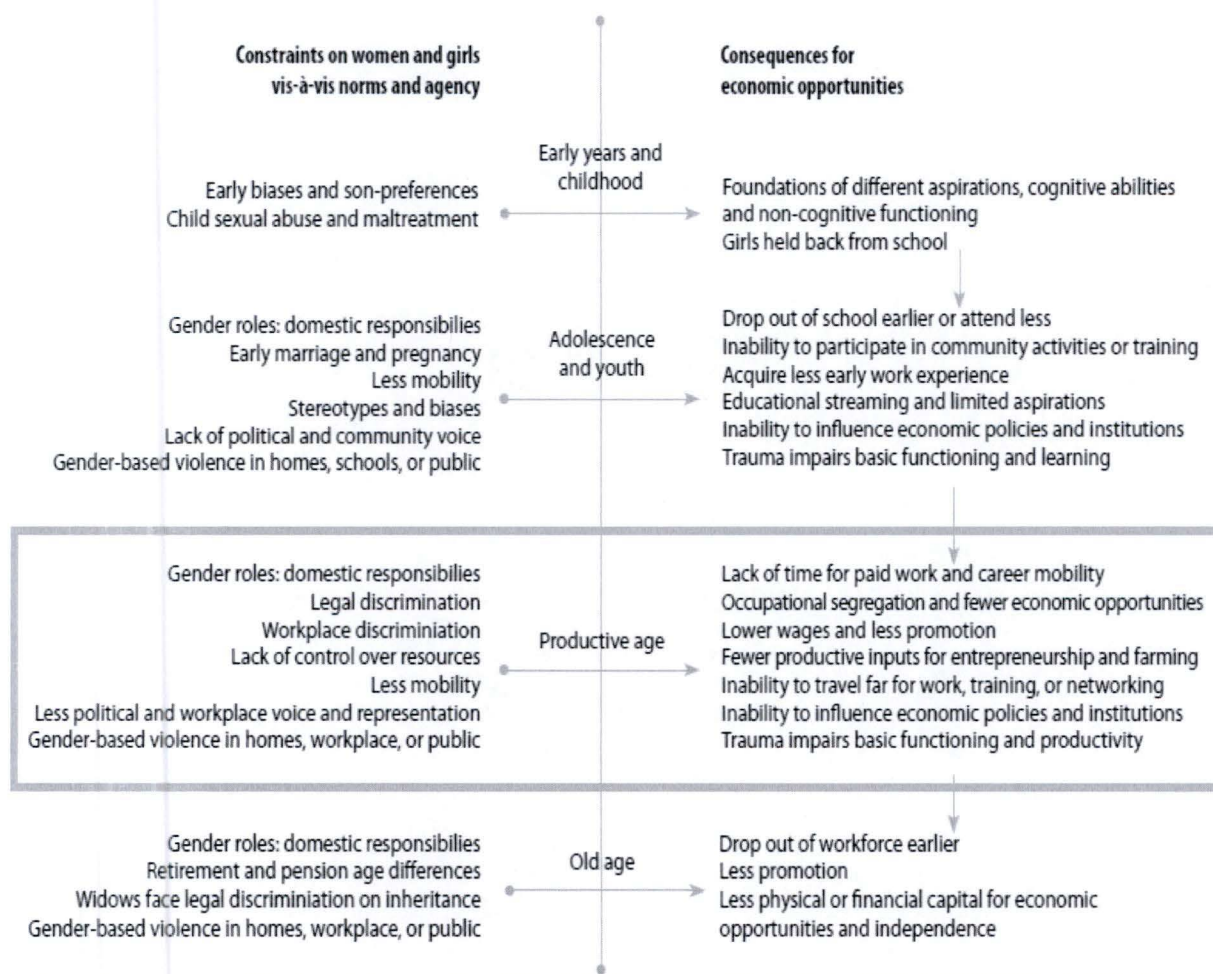 Constraints on women and girls
vis-à-vis norms and agency
Consequences for
economic opportunities
Early years and
childhood
Early biases and son-preferences
Child sexual abuse and maltreatment
Foundations of different aspirations, cognitive abilities
and non-cognitive functioning
Girls held back from school
Adolescence
and youth
Gender roles: domestic responsibilies
Early marriage and pregnancy
Less mobility
Stereotypes and biases
Lack of political and community voice
Gender-based violence in homes, schools, or public
Drop out of school earlier or attend less
Inability to participate in community activities or training
Acquire less early work experience
Educational streaming and limited aspirations
Inability to influence economic policies and institutions
Trauma impairs basic functioning and learning
Productive age
Gender roles: domestic responsibilies
Legal discrimination
Workplace discriminiation
Lack of control over resources
Less mobility
Less political and workplace voice and representation
Gender-based violence in homes, workplace, or public
Lack of time for paid work and career mobility
Occupational segregation and fewer economic opportunities
Lower wages and less promotion
Fewer productive inputs for entrepreneurship and farming
Inability to travel far for work, training, or networking
Inability to influence economic policies and institutions
Trauma impairs basic functioning and productivity
Old age
Gender roles: domestic responsibilies
Retirement and pension age differences
Widows face legal discriminiation on inheritance
Gender-based violence in homes, workplace, or public
Drop out of workforce earlier
Less promotion
Less physical or financial capital for economic
opportunities and independence